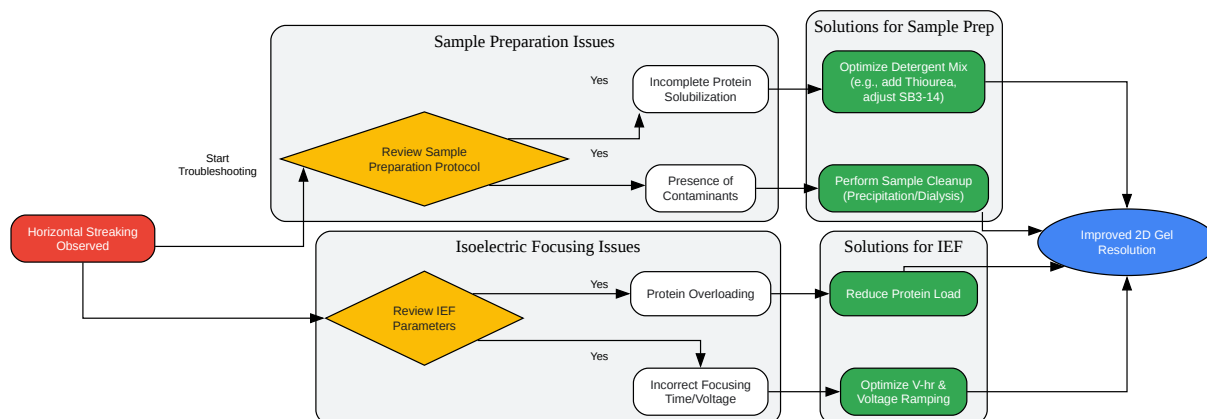 Sample Preparation Issues
Solutions for Sample Prep
Yes
Incomplete Protein
Solubilization
Optimize Detergent Mix
(e.g., add Thiourea,
adjust SB3-14)
Start
Troubleshooting
Review Sample
Preparation Protocol
Yes
Presence of
Contaminants
Perform Sample Cleanup
(Precipitation/Dialysis)
Horizontal Streaking
Observed
Improved 2D Gel
Resolution
Isoelectric Focusing Issues
Solutions for IEF
Review IEF
Parameters
Yes
Protein Overloading
Reduce Protein Load
Yes
Incorrect Focusing
Time/Voltage
Optimize V-hr &
Voltage Ramping